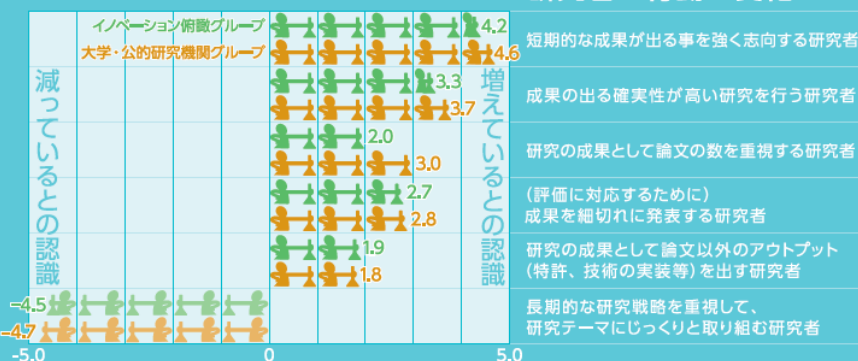 イノベーション俯瞰グループ
4.2
大学・公的研究機関グループ
4.6
短期的な成果が出る事を強く志向する研究者
減っているとの認識
増えているとの認識
3.3
3.7
成果の出る確実性が高い研究を行う研究者
2.0
3.0
研究の成果として論文の数を重視する研究者
2.7
2.8
(評価に対応するために)
成果を細切れに発表する研究者
1.9
1.8
研究の成果として論文以外のアウトプット
(特許、技術の実装等)を出す研究者
-4.5
-4.7
長期的な研究戦略を重視して、
研究テーマにじっくりと取り組む研究者
-5.0
0
5.0